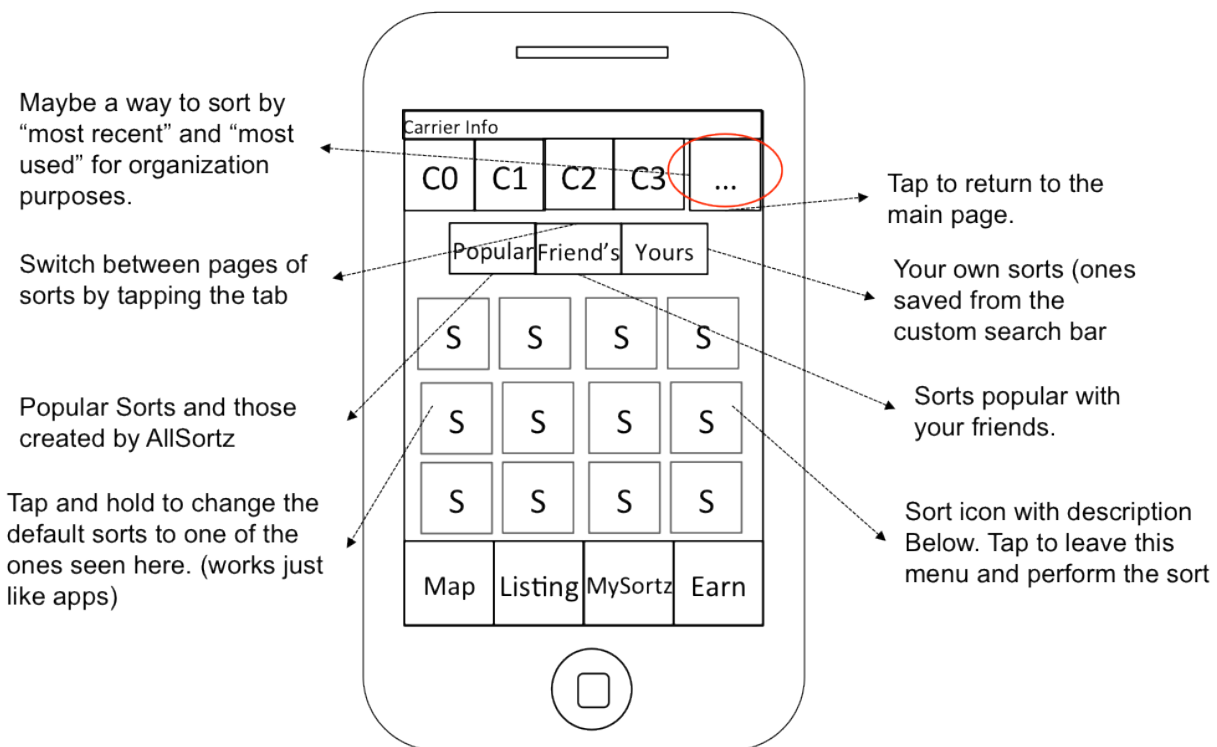 Maybe a way to sort by
“most recent” and “most
used” for organization
purposes.
Switch between pages of
sorts by tapping the tab
Popular Sorts and those
created by AllSortz
Tap and hold to change the
default sorts to one of the
ones seen here. (works just
like apps)
Carrier Info
C0 C1 C2 C3 ...
Popular Friend’s Yours
S S S S
S S S S
S S S S
Map Listing MySortz Earn
Tap to return to the
main page.
Your own sorts (ones
saved from the
custom search bar
Sorts popular with
your friends.
Sort icon with description
Below. Tap to leave this
menu and perform the sort